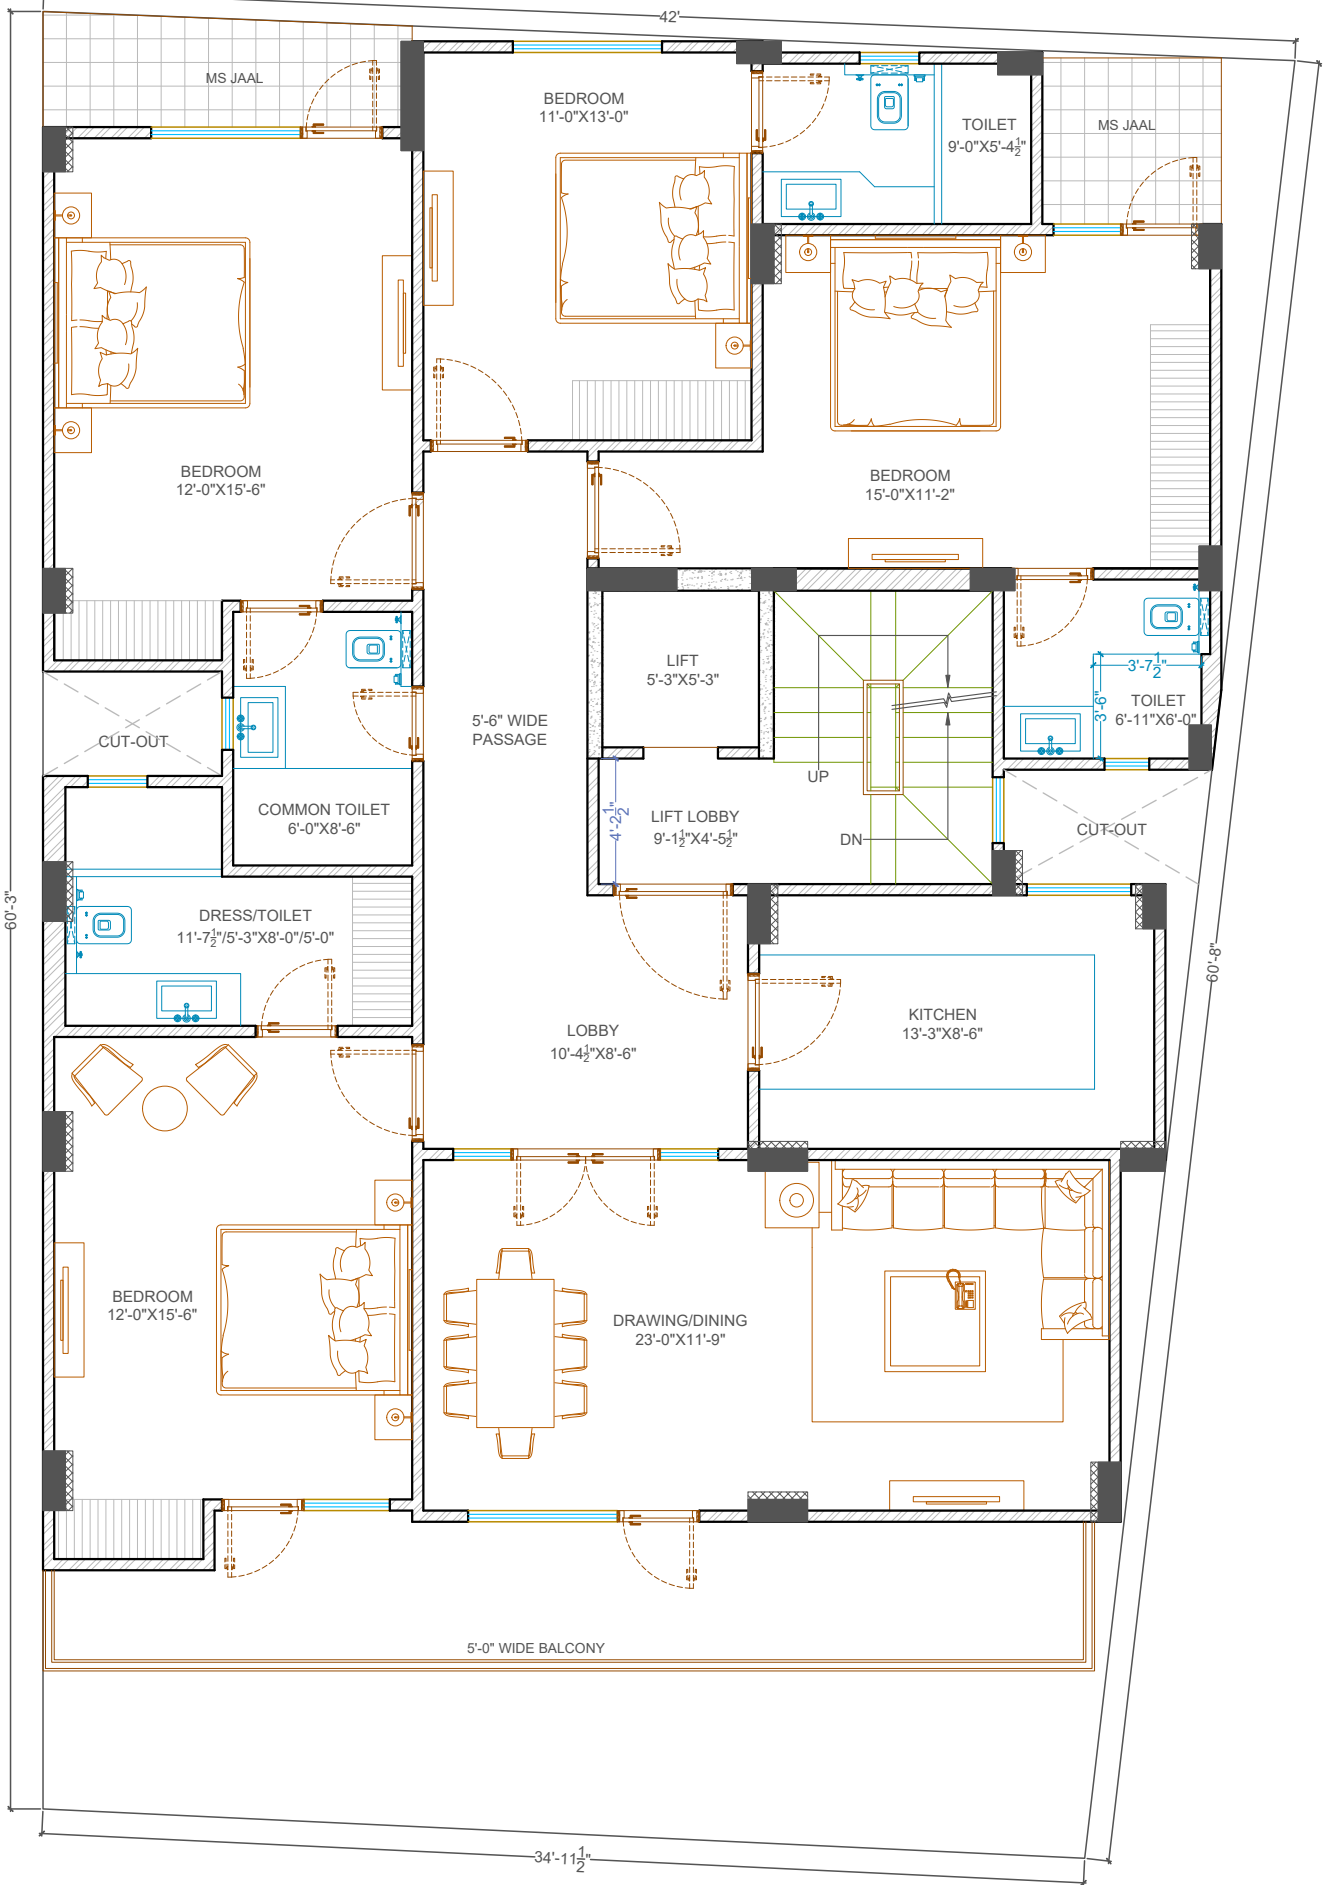 42'
MS JAAL
BEDROOM
11'-0"X13'-0"
TOILET
9'-0"X5'-4½"
MS JAAL
BEDROOM
12'-0"X15'-6"
BEDROOM
15'-0"X11'-2"
LIFT
5'-3"X5'-3"
3'-7½"
3'-6"
TOILET
6'-11"X6'-0"
5'-6" WIDE
PASSAGE
CUT-OUT
UP
COMMON TOILET
6'-0"X8'-6"
4'-2½"
LIFT LOBBY
9'-1½"X4'-5½"
DN
CUT-OUT
60'-3"
DRESS/TOILET
11'-7½"/5'-3"X8'-0"/5'-0"
60'-8"
LOBBY
10'-4½"X8'-6"
KITCHEN
13'-3"X8'-6"
BEDROOM
12'-0"X15'-6"
DRAWING/DINING
23'-0"X11'-9"
5'-0" WIDE BALCONY
34'-11½"